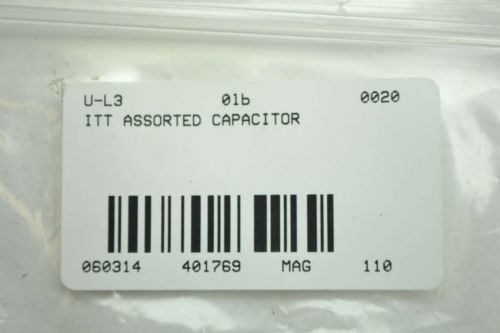 U-L3 01b 0020
ITT ASSORTED CAPACITOR
060314 401769 MAG 110